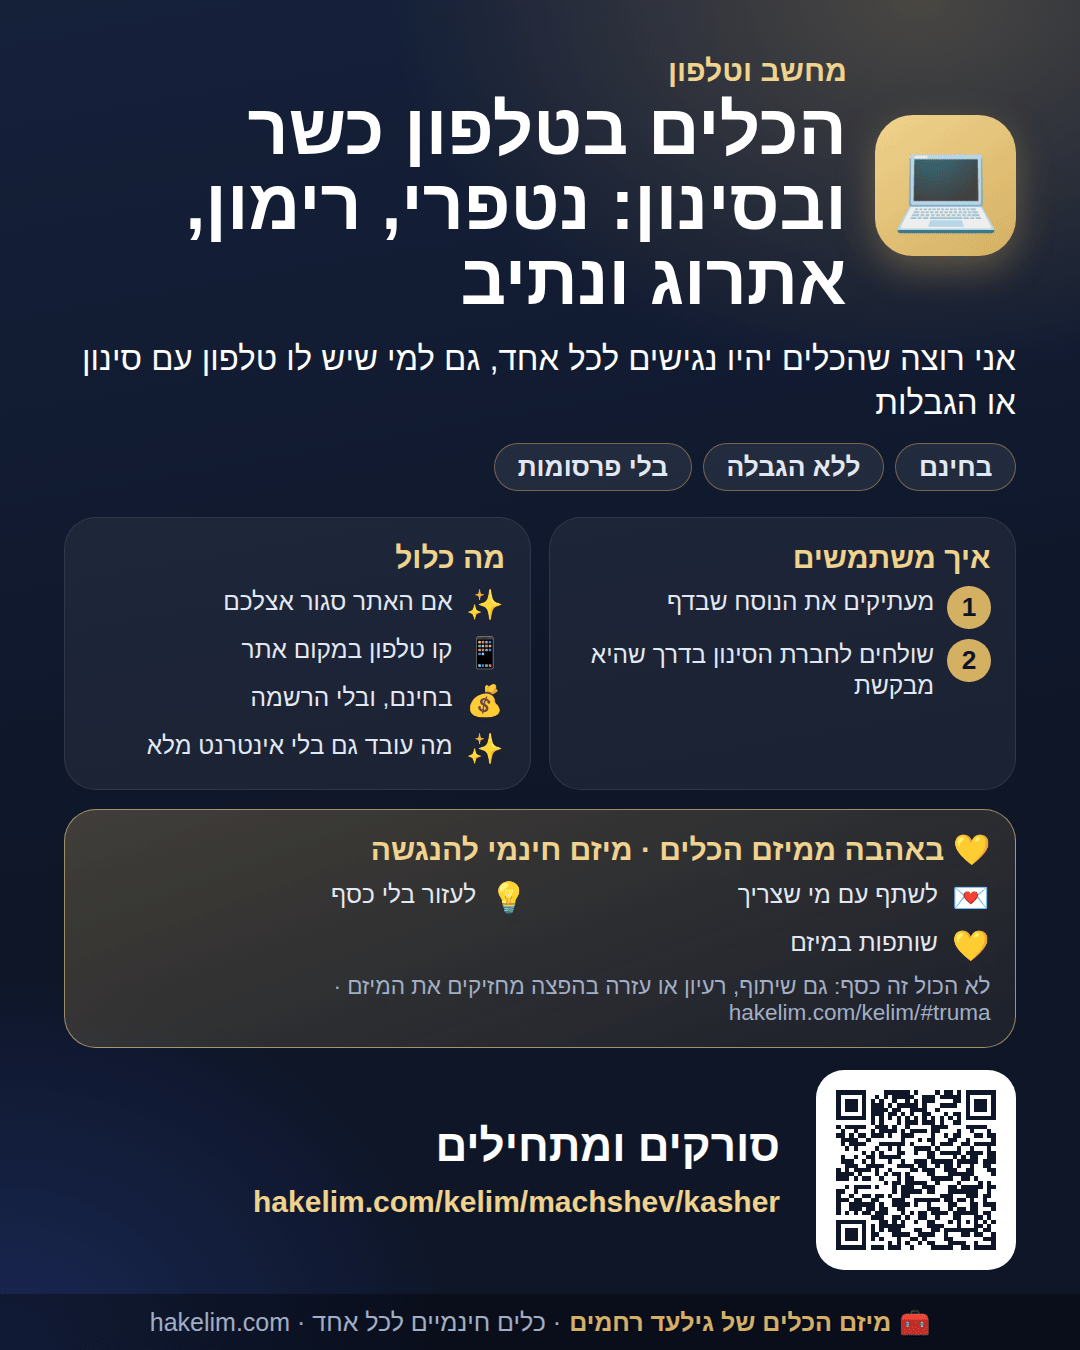 מחשב וטלפון
הכלים בטלפון כשר
ובסינון: נטפרי, רימון,
אתרוג ונתיב
אני רוצה שהכלים יהיו נגישים לכל אחד, גם למי שיש לו טלפון עם סינון
או הגבלות
בחינם
ללא הגבלה
בלי פרסומות
איך משתמשים
1 מעתיקים את הנוסח שבדף
2 שולחים לחברת הסינון בדרך שהיא
מבקשת
מה כלול
✨ אם האתר סגור אצלכם
📱 קו טלפון במקום אתר
💰 בחינם, ובלי הרשמה
✨ מה עובד גם בלי אינטרנט מלא
💛 באהבה ממיזם הכלים · מיזם חינמי להנגשה
💌 לשתף עם מי שצריך
💡 לעזור בלי כסף
💛 שותפות במיזם
לא הכול זה כסף: גם שיתוף, רעיון או עזרה בהפצה מחזיקים את המיזם ·
hakelim.com/kelim/#truma
סורקים ומתחילים
hakelim.com/kelim/machshev/kasher
🧰 מיזם הכלים של גילעד רחמים · כלים חינמיים לכל אחד · hakelim.com